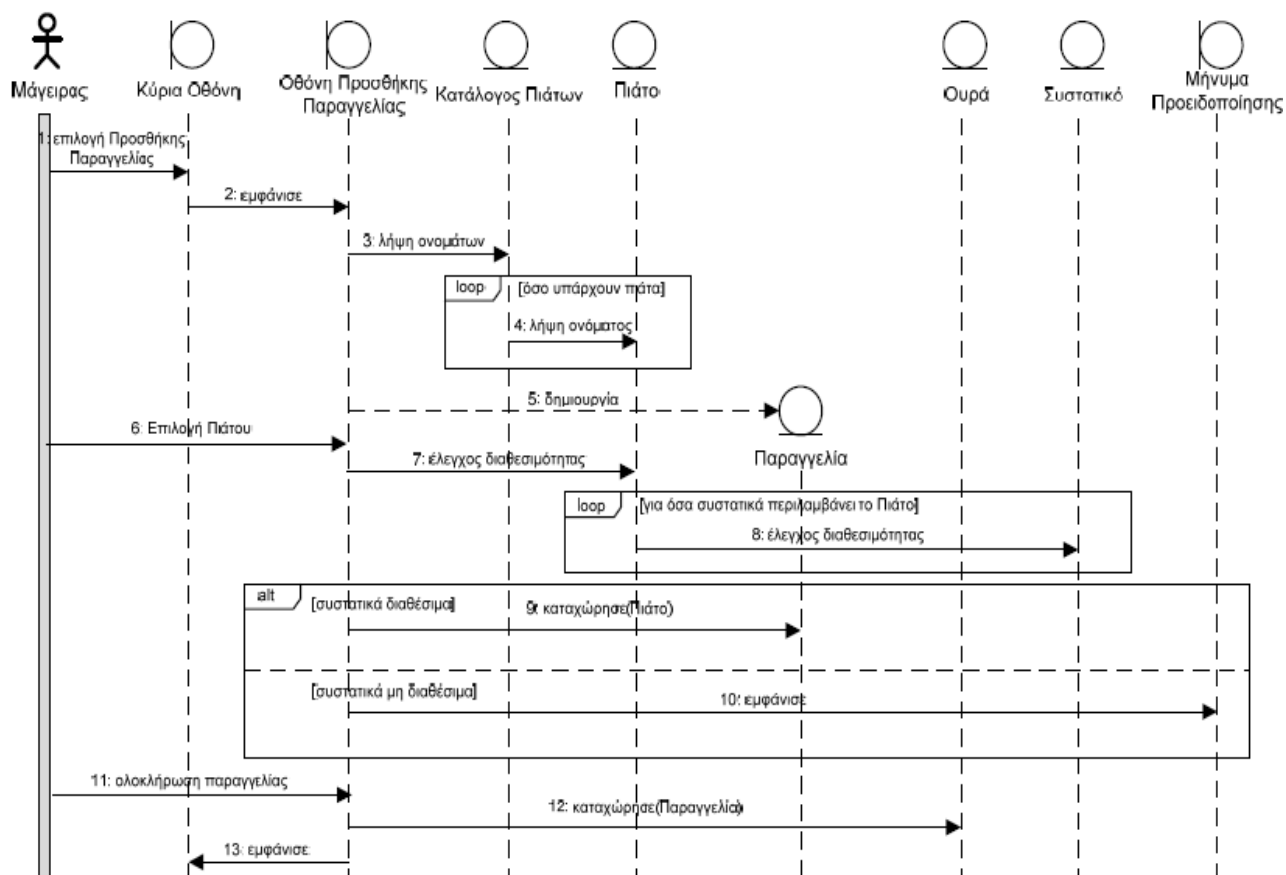 Μάγειρας
Κύρια Οθόνη
Οθόνη Προσθήκης
Παραγγελίας
Κατάλογος Πιάτων
Πιάτο
Ουρά
Συστατικό
Μήνυμα
Προειδοποίησης
1: επιλογή Προσθήκης
Παραγγελίας
2: εμφάνισε
3: λήψη ονομάτων
loop
[όσο υπάρχουν πιάτα]
4: λήψη ονόματος
5: δημιουργία
6: Επιλογή Πιάτου
Παραγγελία
7: έλεγχος διαθεσιμότητας
loop
[για όσα συστατικά περιλαμβάνει το Πιάτο]
8: έλεγχος διαθεσιμότητας
alt
[συστατικά διαθέσιμα]
9: καταχώρησε(Πιάτο)
[συστατικά μη διαθέσιμα]
10: εμφάνισε
11: ολοκλήρωση παραγγελίας
12: καταχώρησε(Παραγγελία)
13: εμφάνισε